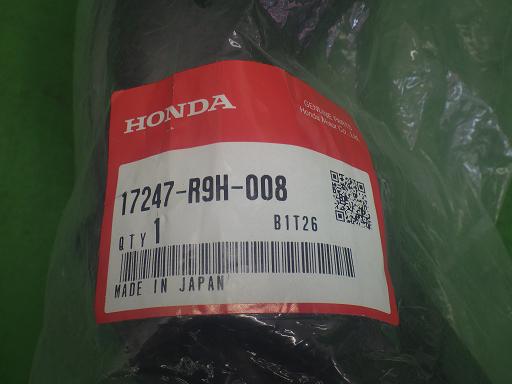 HONDA
GENUINE PARTS
Honda Motor Co., Ltd.
17247-R9H-008
B1T26
QTY 1
MADE IN JAPAN